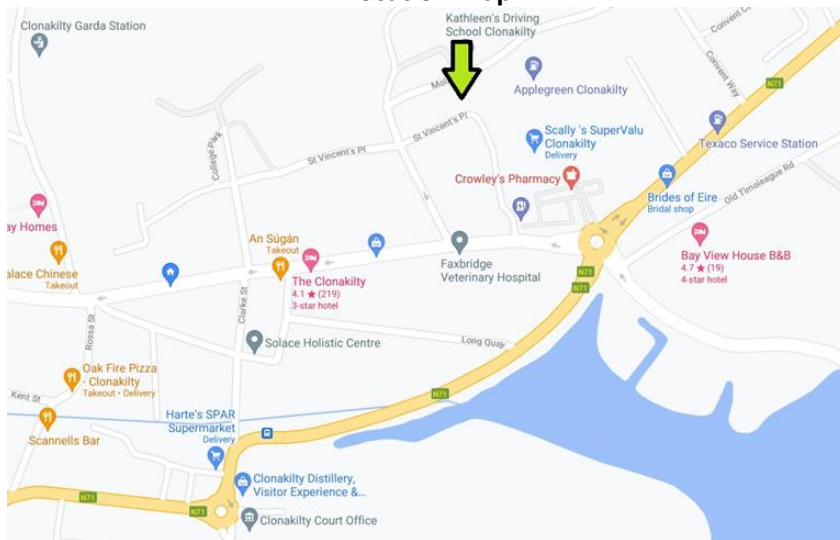 Kathleen's Driving
School Clonakilty
Clonakilty Garda Station
Convent Way
N71
Applegreen Clonakilty
St Vincent's Pl
Texaco Service Station
Scally 's SuperValu
Clonakilty
Delivery
College Park
St Vincent's Pl
Crowley's Pharmacy
Old Timoleague Rd
Brides of Eire
Bridal shop
ay Homes
An Súgán
Takeout
Bay View House B&B
4.7 ★ (19)
4-star hotel
alace Chinese
Takeout
Faxbridge
Veterinary Hospital
N71
The Clonakilty
4.1 ★ (219)
3-star hotel
N71
Clarke St
Rossa St
Solace Holistic Centre
Long Quay
Oak Fire Pizza
- Clonakilty
Takeout • Delivery
Kent St
N71
Harte's SPAR
Supermarket
Delivery
Scannells Bar
Clonakilty Distillery,
Visitor Experience &...
N71
N71
Clonakilty Court Office